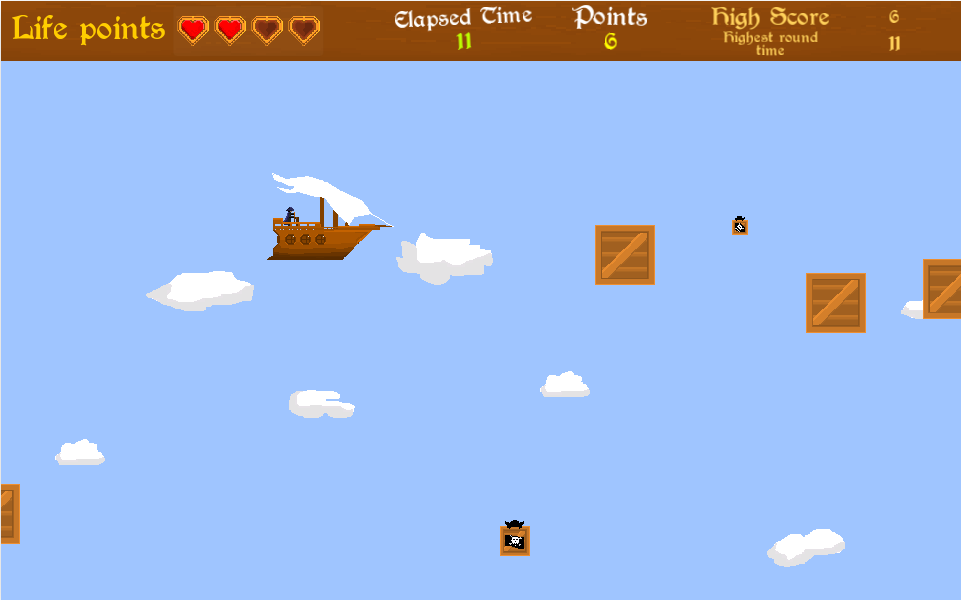 Life points
Elapsed Time
11
Points
6
High Score
6
Highest round
time
11